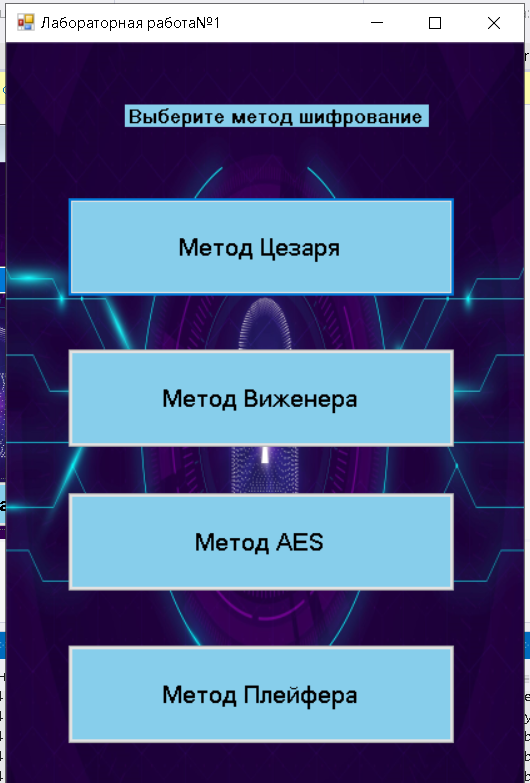 Лабораторная работа№1
Выберите метод шифрование
Метод Цезаря
Метод Виженера
Метод AES
Метод Плейфера